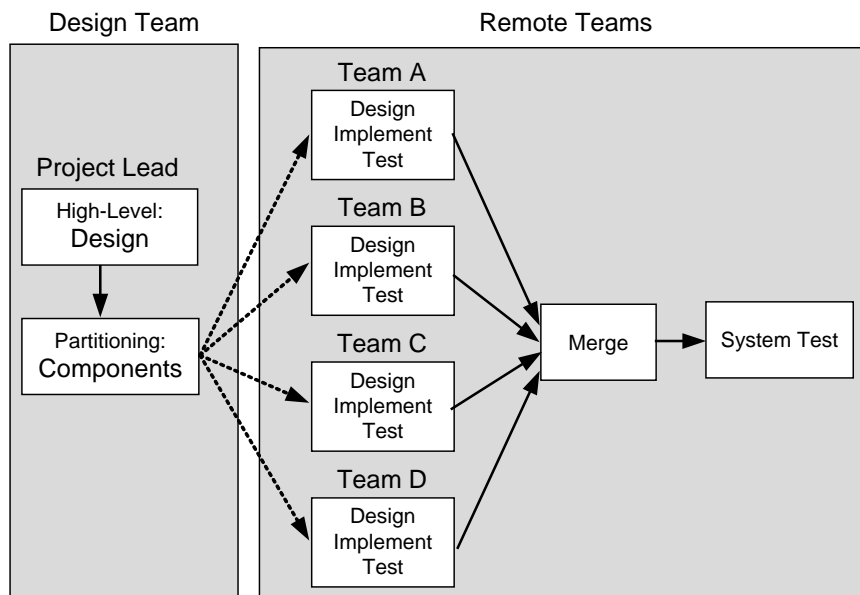 Design Team
Remote Teams
Project Lead
High-Level:
Design
Partitioning:
Components
Team A
Design
Implement
Test
Team B
Design
Implement
Test
Team C
Design
Implement
Test
Team D
Design
Implement
Test
Merge
System Test